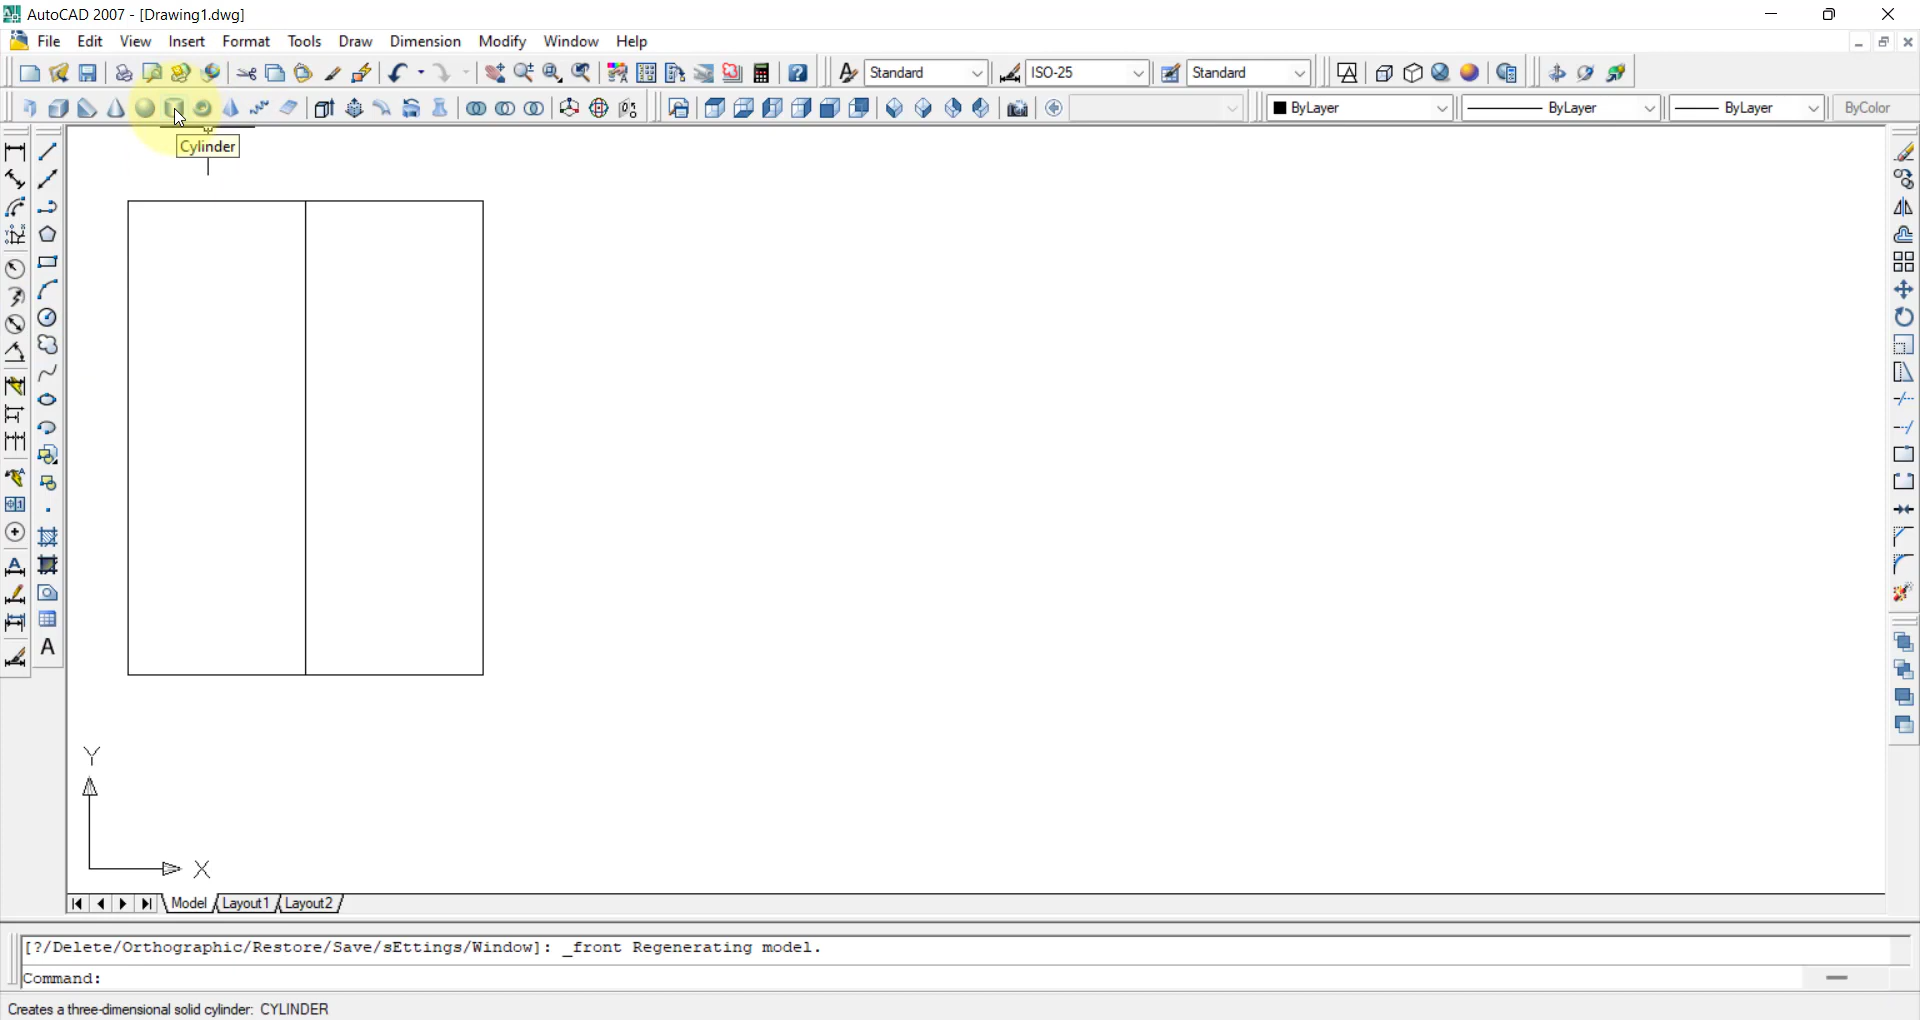 AutoCAD 2007 - [Drawing1.dwg]
File Edit View Insert Format Tools Draw Dimension Modify Window Help
Standard ISO-25 Standard
ByLayer ByLayer ByLayer ByColor
Cylinder
A
Y
X
Model Layout1 Layout2
[?/Delete/Orthographic/Restore/Save/sEttings/Window]: _front Regenerating model.
Command:
Creates a three-dimensional solid cylinder: CYLINDER